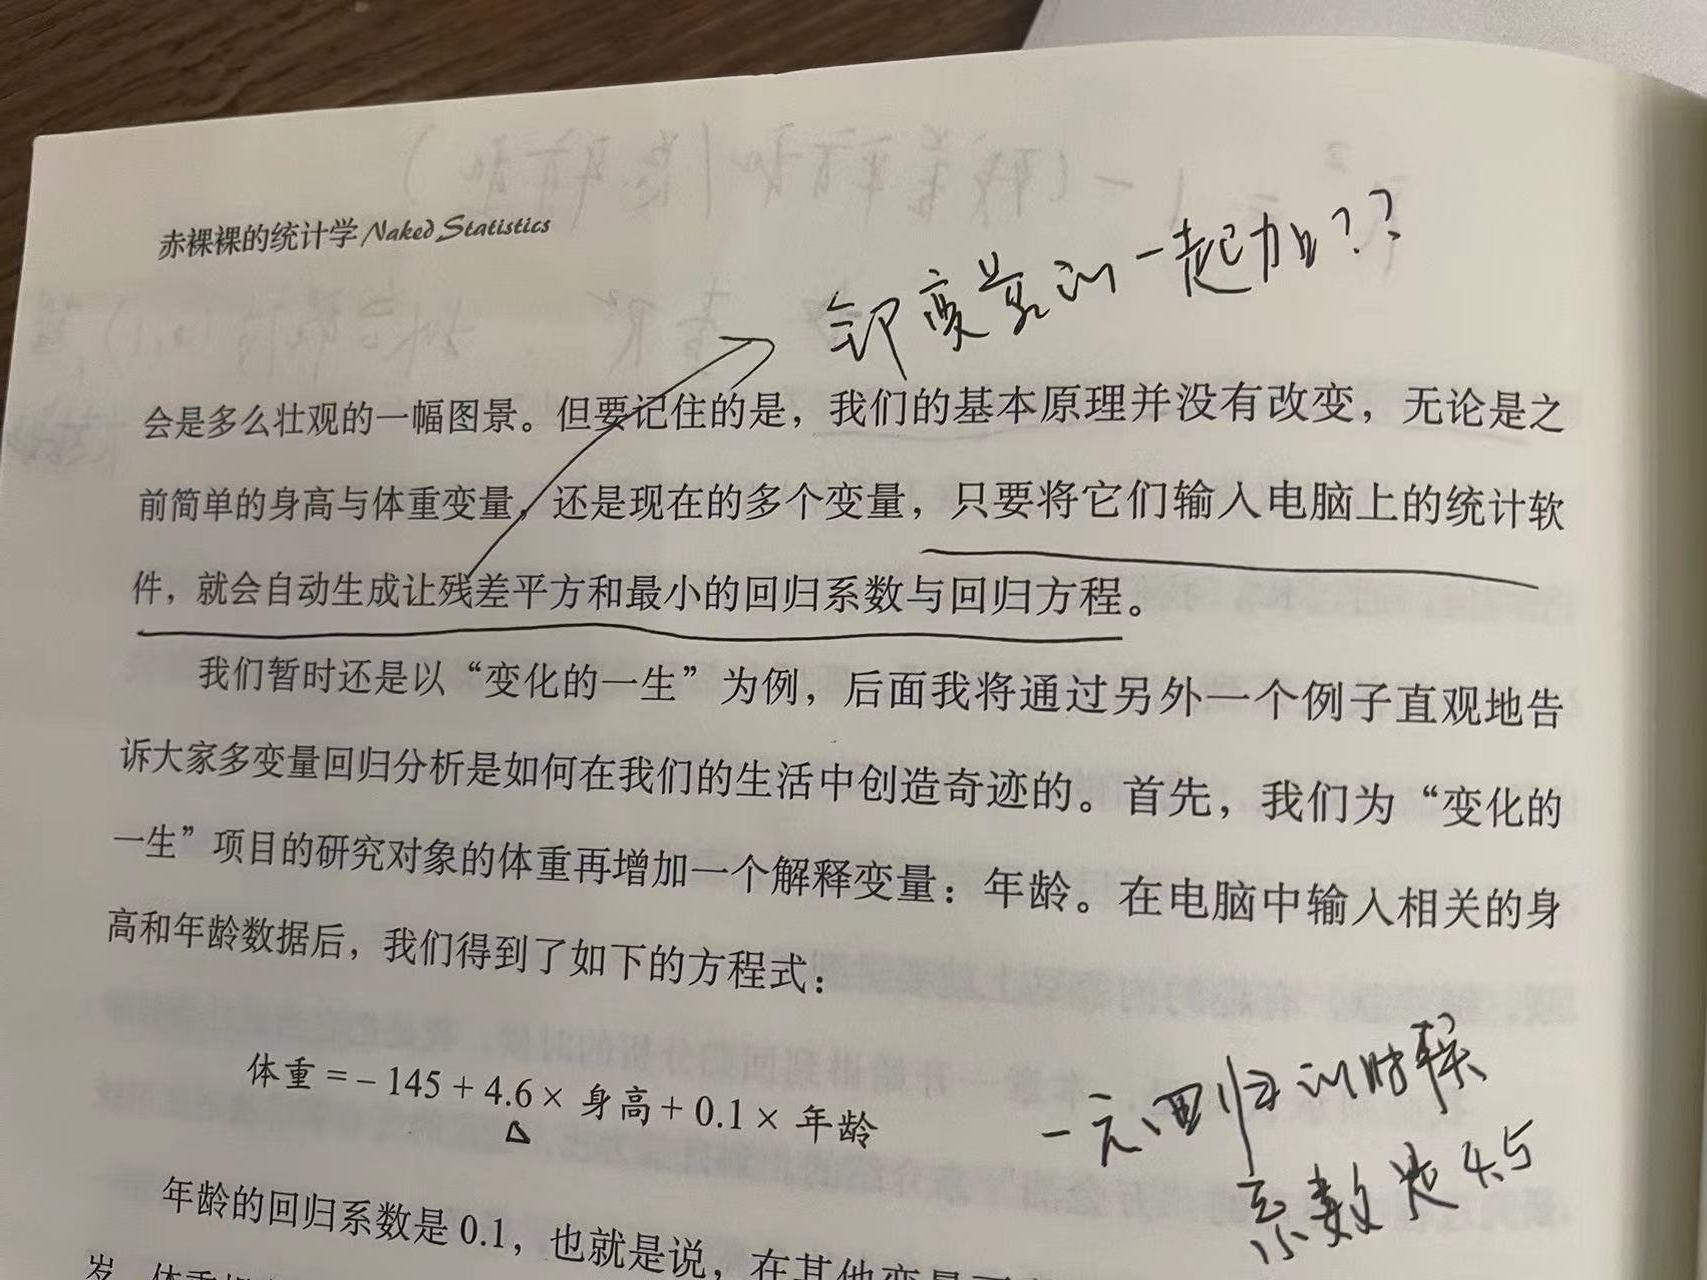 赤裸裸的统计学/Naked Statistics
全部变量的一起加??
会是多么壮观的一幅图景。但要记住的是，我们的基本原理并没有改变，无论是之
前简单的身高与体重变量，还是现在的多个变量，只要将它们输入电脑上的统计软
件，就会自动生成让残差平方和最小的回归系数与回归方程。
我们暂时还是以“变化的一生”为例，后面我将通过另外一个例子直观地告
诉大家多变量回归分析是如何在我们的生活中创造奇迹的。首先，我们为“变化的
一生”项目的研究对象的体重再增加一个解释变量：年龄。在电脑中输入相关的身
高和年龄数据后，我们得到了如下的方程式：
体重=-145+4.6×身高+0.1×年龄
一元回归的时候
系数是4.5
年龄的回归系数是0.1，也就是说，在其他变量